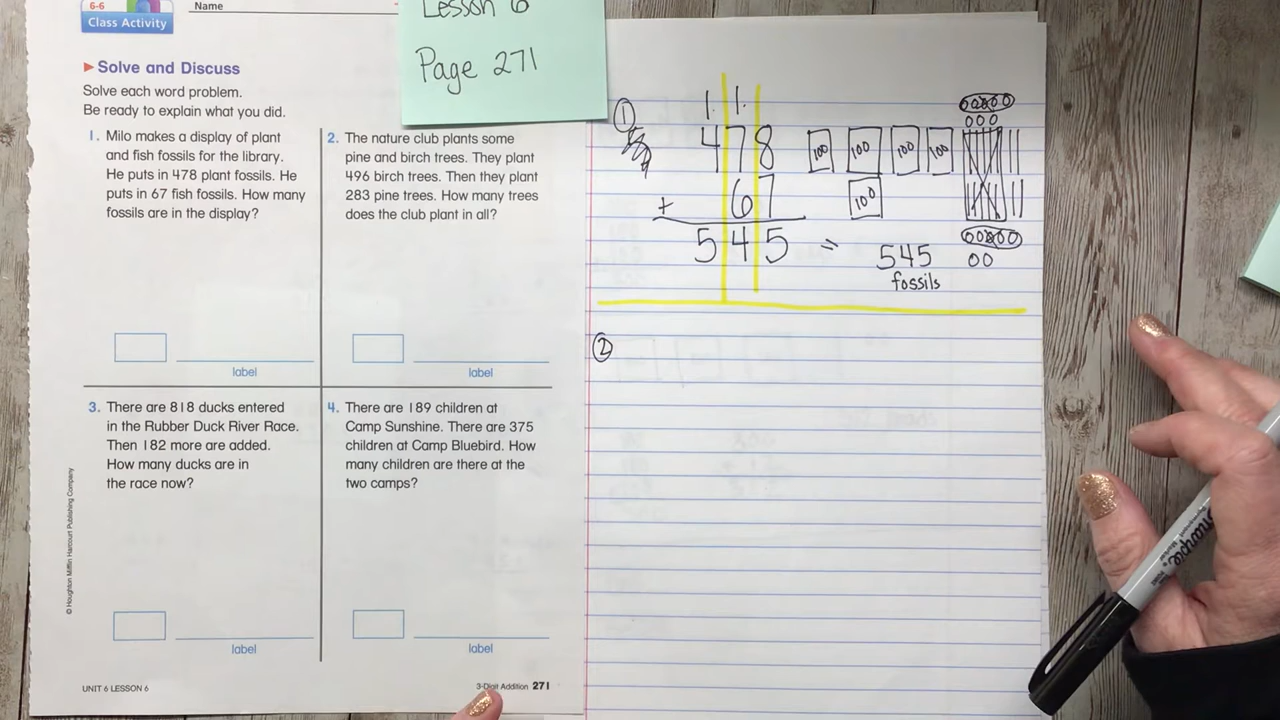 6-6
Class Activity
Name
Lesson 6
Page 271
Solve and Discuss
Solve each word problem.
Be ready to explain what you did.
1. Milo makes a display of plant
and fish fossils for the library.
He puts in 478 plant fossils. He
puts in 67 fish fossils. How many
fossils are in the display?
label
2. The nature club plants some
pine and birch trees. They plant
496 birch trees. Then they plant
283 pine trees. How many trees
does the club plant in all?
label
3. There are 818 ducks entered
in the Rubber Duck River Race.
Then 182 more are added.
How many ducks are in
the race now?
label
4. There are 189 children at
Camp Sunshine. There are 375
children at Camp Bluebird. How
many children are there at the
two camps?
label
© Houghton Mifflin Harcourt Publishing Company
UNIT 6 LESSON 6
3-Digit Addition 271
1
1 1
478
+ 67
545 = 545
fossils
100 100 100 100
100
2
Sharpie